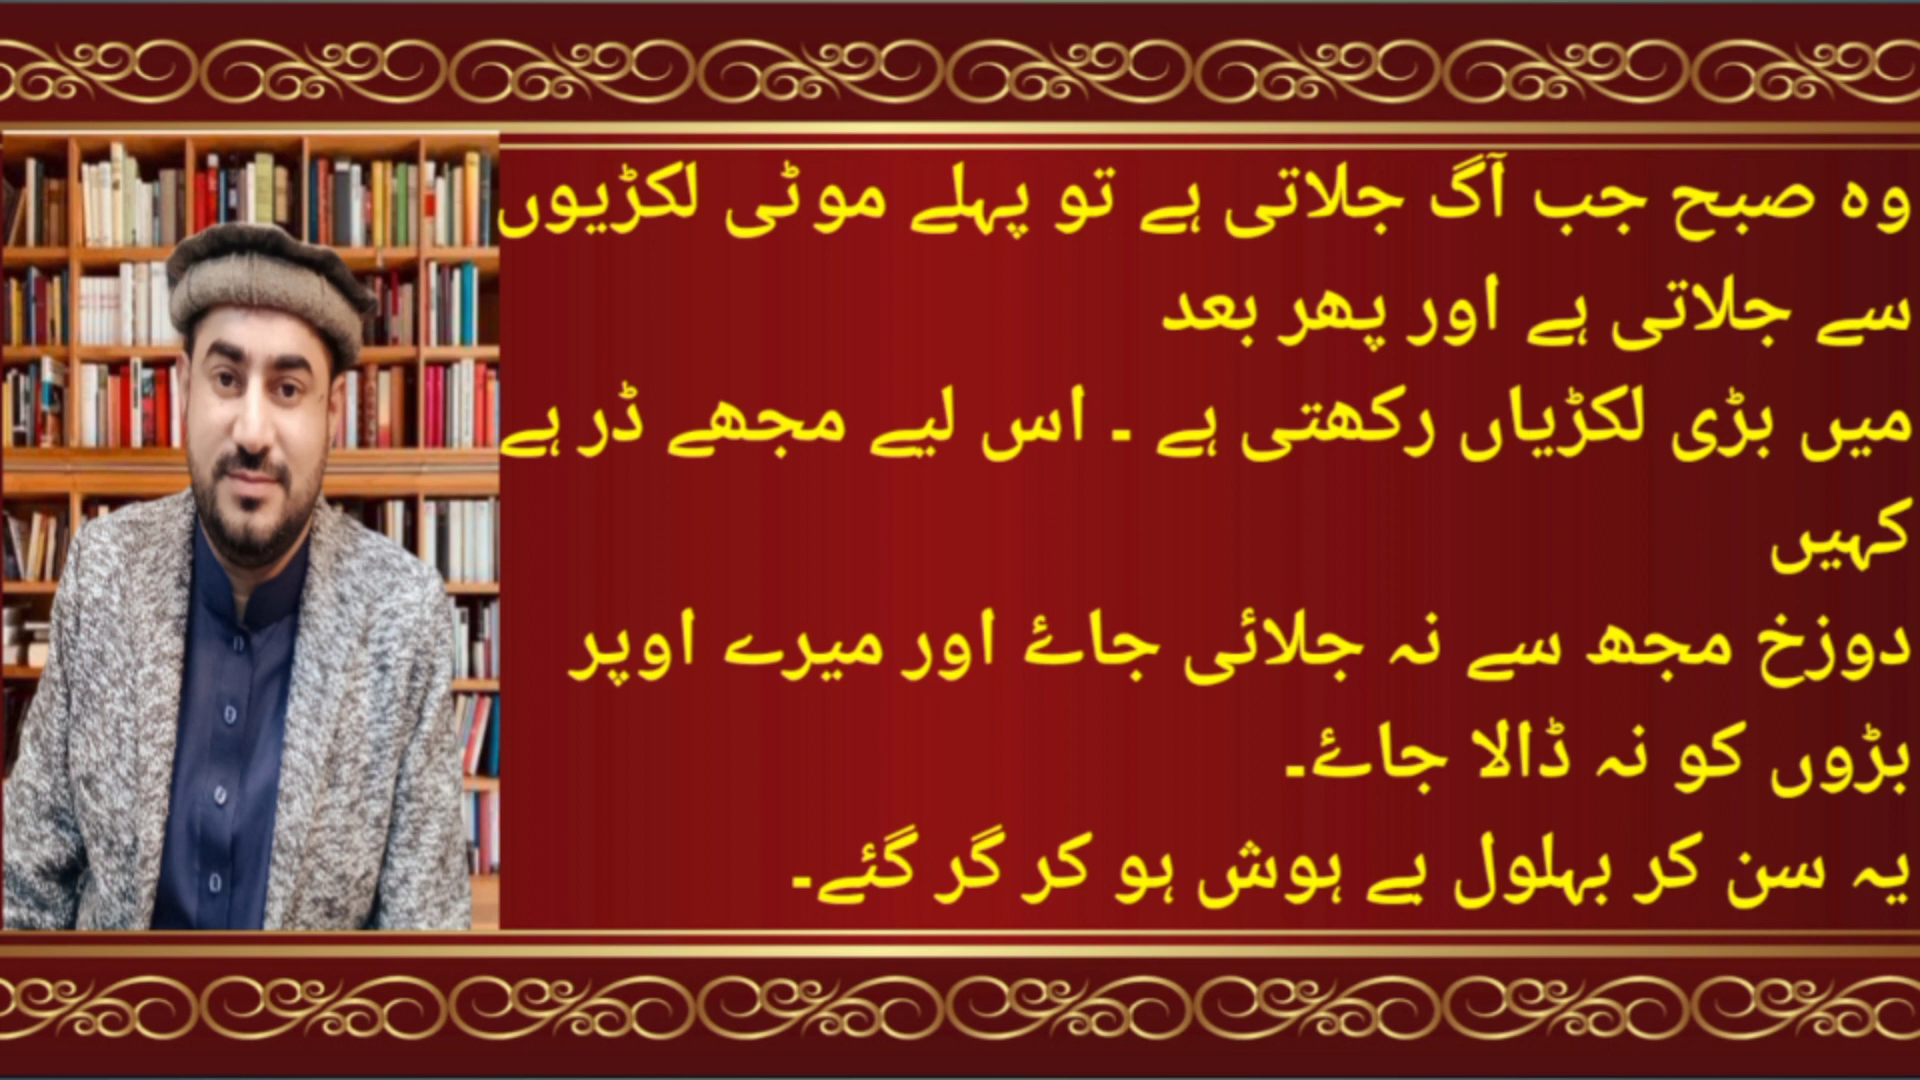 وہ صبح جب آگ جلاتی ہے تو پہلے موٹی لکڑیوں
سے جلاتی ہے اور پھر بعد
میں بڑی لکڑیاں رکھتی ہے ۔ اس لیے مجھے ڈر ہے
کہیں
دوزخ مجھ سے نہ جلائی جاۓ اور میرے اوپر
بڑوں کو نہ ڈالا جاۓ۔
یہ سن کر بہلول بے ہوش ہو کر گر گئے۔